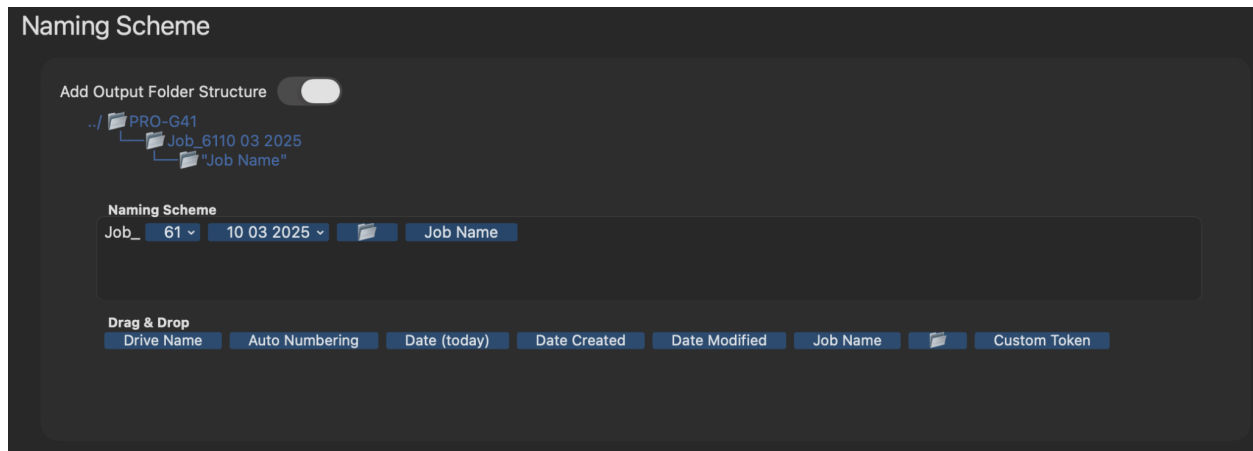 Naming Scheme
Add Output Folder Structure
../ PRO-G41
Job_6110 03 2025
"Job Name"
Naming Scheme
Job_ 61 10 03 2025 Job Name
Drag & Drop
Drive Name Auto Numbering Date (today) Date Created Date Modified Job Name Custom Token